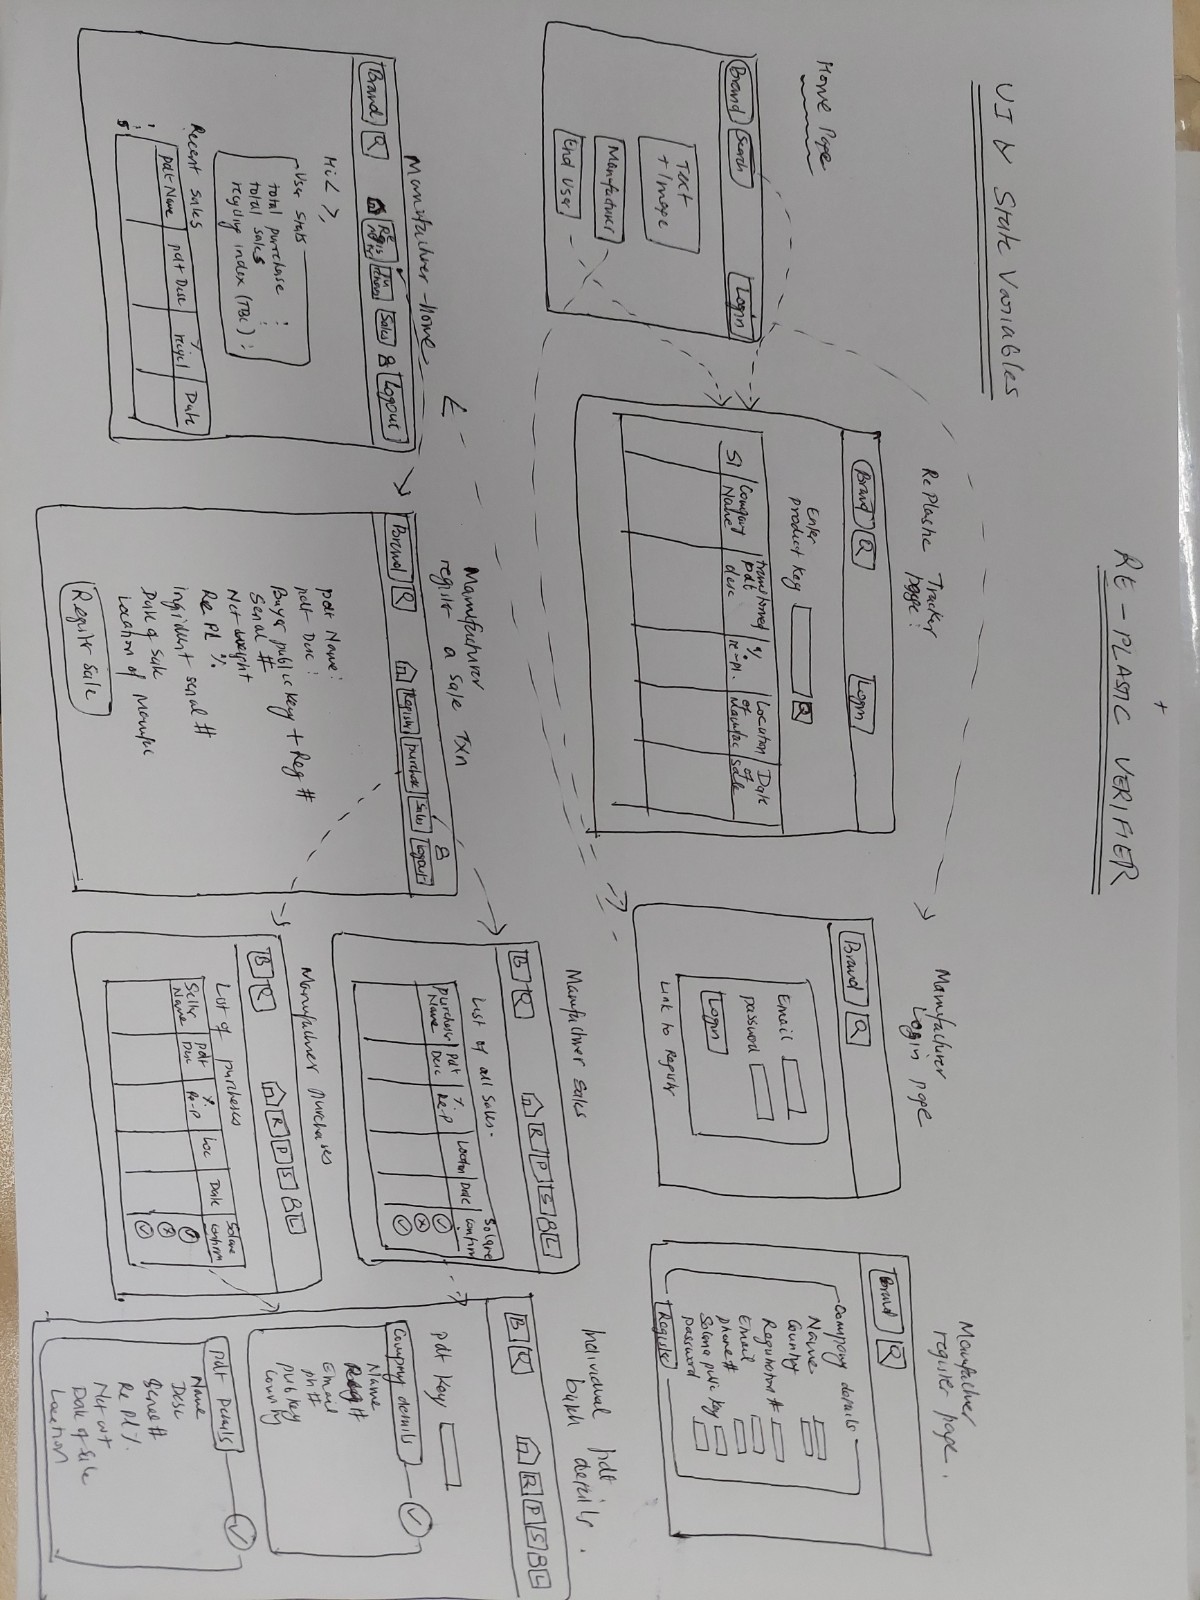 RE-PLASTIC VERIFIER
UI & State Variables
Home Page
Brand
Search
Login
Text
+ Image
Manufacturer
End User
RePlastic Tracker
page:
Brand
Q
Login
Enter
product key
Q
Sl
Company
Name
transformed
pdt
desc
%
re-pl.
Location
of
Manufac
Date
of
Sale
Manufacturer
Login page
Brand
Q
Email
password
Login
Link to Register
Manufacturer
register page.
Brand
Q
Company details
Name
Country
Registration #
Email
phone #
Solana public key
password
Register
Manufacturer Home
Brand
Q
Sales
Logout
Hi < >,
User Stats
total purchase :
total sales :
recycling index (TBC) :
Recent Sales
pdt Name
pdt Desc
%
recycl
Date
1
5
Manufacturer
register a Sale Txn
Brand
Q
Register
purchase
Sales
Logout
pdt Name:
pdt Desc :
Buyer public key + Reg #
Serial #
Net weight
Re Pl %
Ingridient serial #
Date of Sale
Location of Manufac
Register Sale
Manufacturer Sales
B
Q
R
P
S
L
List of all Sales.
purchaser
Name
Pdt
Desc
%
Re-P
Location
Date
Solana
Confirm
Manufacturer purchases
B
Q
R
P
S
L
List of purchases
Seller
Name
pdt
Desc
%
Re-P
Loc
Date
Solana
Confirm
Individual pdt
batch details.
B
Q
R
P
S
L
pdt key
Company details
Name
Reg #
Email
ph #
pub key
Country
pdt Details
Name
Desc
Serial #
Re Pl %
Net wt
Date of Sale
Location